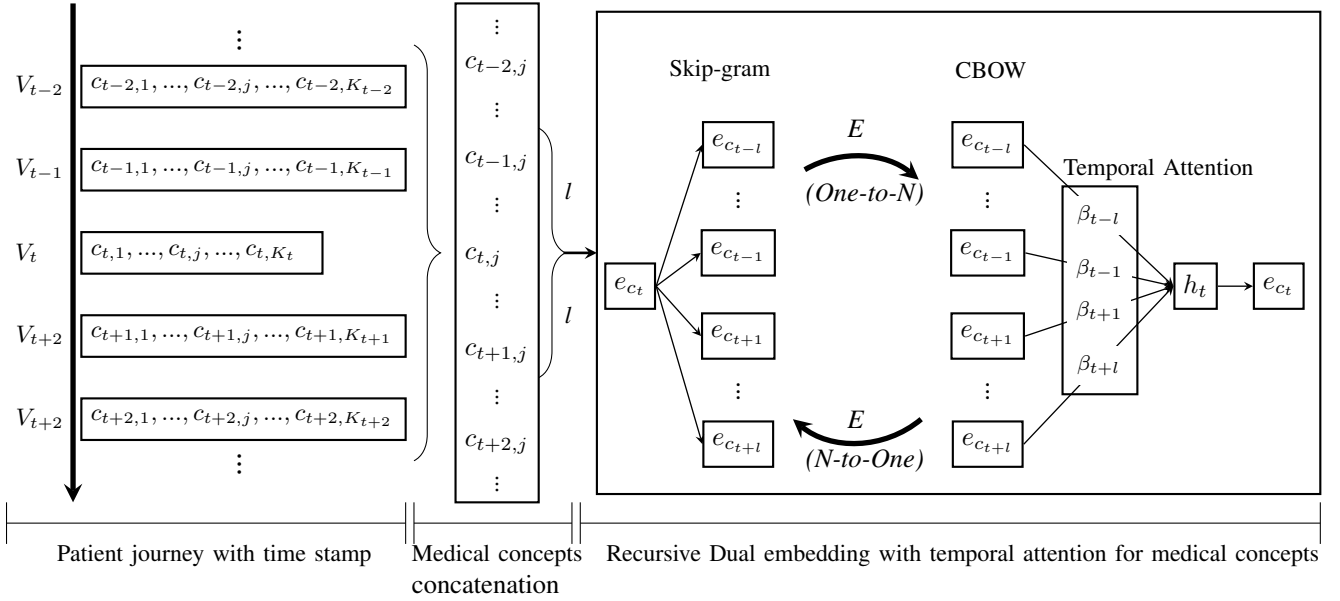 ⋮
V_{t−2} c_{t−2,1}, ..., c_{t−2,j}, ..., c_{t−2,K_{t−2}}
V_{t−1} c_{t−1,1}, ..., c_{t−1,j}, ..., c_{t−1,K_{t−1}}
V_t c_{t,1}, ..., c_{t,j}, ..., c_{t,K_t}
V_{t+2} c_{t+1,1}, ..., c_{t+1,j}, ..., c_{t+1,K_{t+1}}
V_{t+2} c_{t+2,1}, ..., c_{t+2,j}, ..., c_{t+2,K_{t+2}}
⋮
Patient journey with time stamp
⋮
c_{t−2,j}
⋮
c_{t−1,j}
⋮
c_{t,j}
⋮
c_{t+1,j}
⋮
c_{t+2,j}
⋮
l
l
Medical concepts
concatenation
Skip-gram
e_{c_t}
e_{c_{t−l}}
⋮
e_{c_{t−1}}
e_{c_{t+1}}
⋮
e_{c_{t+l}}
E
(One-to-N)
E
(N-to-One)
CBOW
e_{c_{t−l}}
⋮
e_{c_{t−1}}
e_{c_{t+1}}
⋮
e_{c_{t+l}}
Temporal Attention
β_{t−l}
β_{t−1}
β_{t+1}
β_{t+l}
h_t
e_{c_t}
Recursive Dual embedding with temporal attention for medical concepts